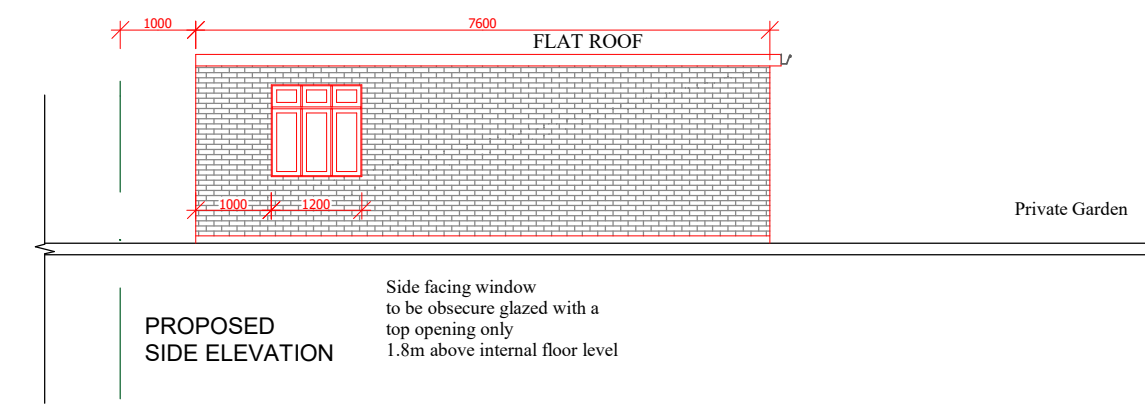 1000
7600
FLAT ROOF
1000
1200
Private Garden
Side facing window
to be obsecure glazed with a
top opening only
1.8m above internal floor level
PROPOSED
SIDE ELEVATION